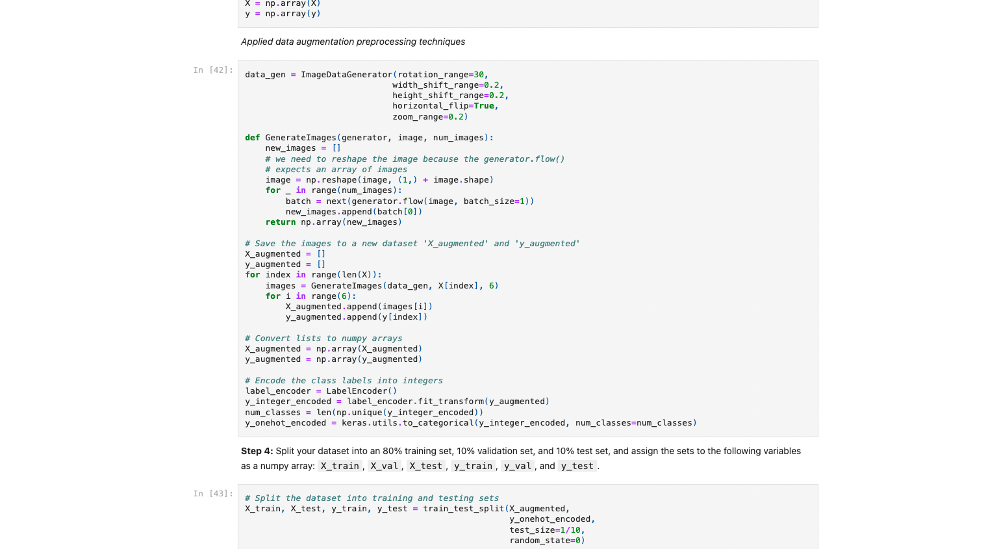 X = np.array(X)
y = np.array(y)
Applied data augmentation preprocessing techniques
In [42]:
data_gen = ImageDataGenerator(rotation_range=30,
                             width_shift_range=0.2,
                             height_shift_range=0.2,
                             horizontal_flip=True,
                             zoom_range=0.2)
def GenerateImages(generator, image, num_images):
    new_images = []
    # we need to reshape the image because the generator.flow()
    # expects an array of images
    image = np.reshape(image, (1,) + image.shape)
    for _ in range(num_images):
        batch = next(generator.flow(image, batch_size=1))
        new_images.append(batch[0])
    return np.array(new_images)
# Save the images to a new dataset 'X_augmented' and 'y_augmented'
X_augmented = []
y_augmented = []
for index in range(len(X)):
    images = GenerateImages(data_gen, X[index], 6)
    for i in range(6):
        X_augmented.append(images[i])
        y_augmented.append(y[index])
# Convert lists to numpy arrays
X_augmented = np.array(X_augmented)
y_augmented = np.array(y_augmented)
# Encode the class labels into integers
label_encoder = LabelEncoder()
y_integer_encoded = label_encoder.fit_transform(y_augmented)
num_classes = len(np.unique(y_integer_encoded))
y_onehot_encoded = keras.utils.to_categorical(y_integer_encoded, num_classes=num_classes)
Step 4: Split your dataset into an 80% training set, 10% validation set, and 10% test set, and assign the sets to the following variables
as a numpy array: X_train, X_val, X_test, y_train, y_val, and y_test.
In [43]:
# Split the dataset into training and testing sets
X_train, X_test, y_train, y_test = train_test_split(X_augmented,
                                                    y_onehot_encoded,
                                                    test_size=1/10,
                                                    random_state=0)